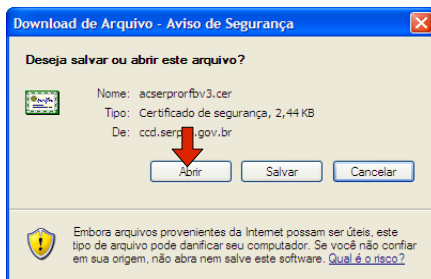 Download de Arquivo - Aviso de Segurança
Deseja salvar ou abrir este arquivo?
Nome: acserprorfbv3.cer
Tipo: Certificado de segurança, 2,44 KB
De: ccd.serpro.gov.br
Abrir Salvar Cancelar
Embora arquivos provenientes da Internet possam ser úteis, este
tipo de arquivo pode danificar seu computador. Se você não confiar
em sua origem, não abra nem salve este software. Qual é o risco?